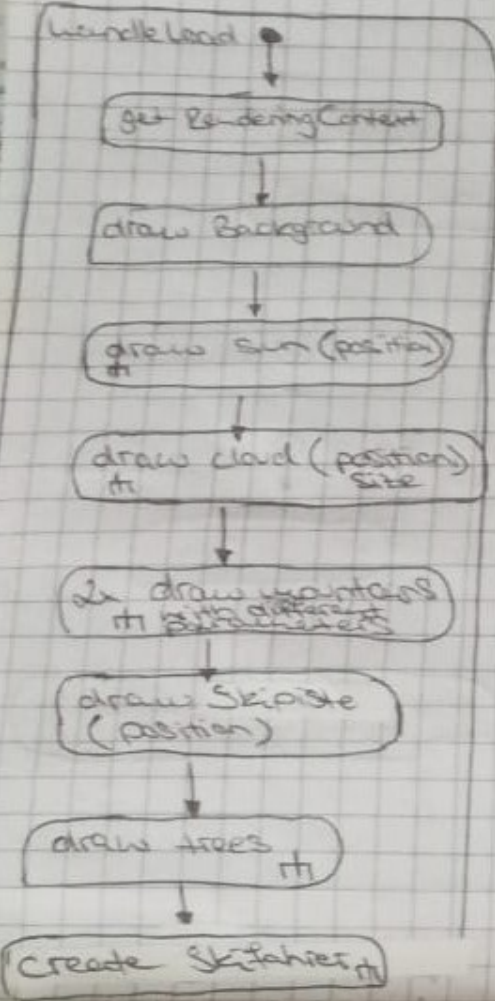 handleLoad
get RenderingContext
draw Background
draw sun (position)
draw cloud (position)
size
2x draw mountains
with different
draw Skipiste
(position)
draw trees
create Skifahrer